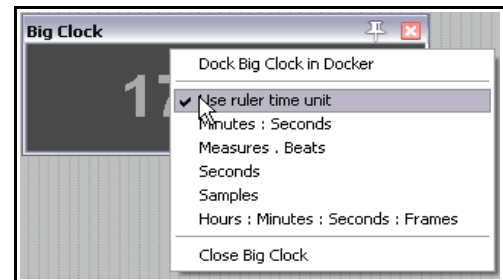 Big Clock
17
Dock Big Clock in Docker
Use ruler time unit
Minutes : Seconds
Measures . Beats
Seconds
Samples
Hours : Minutes : Seconds : Frames
Close Big Clock